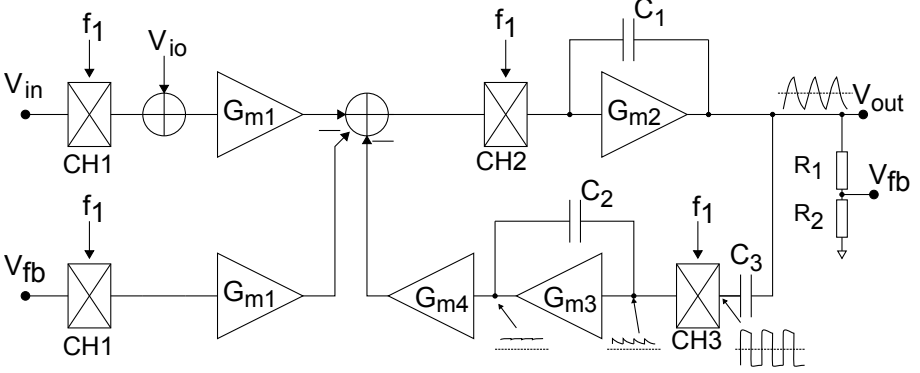 f1 C1
Vio f1
Vin Vout
Gm1 Gm2
CH1 CH2 R1
Vfb
f1 C2 f1 R2
Vfb C3
Gm1 Gm4 Gm3
CH1 CH3